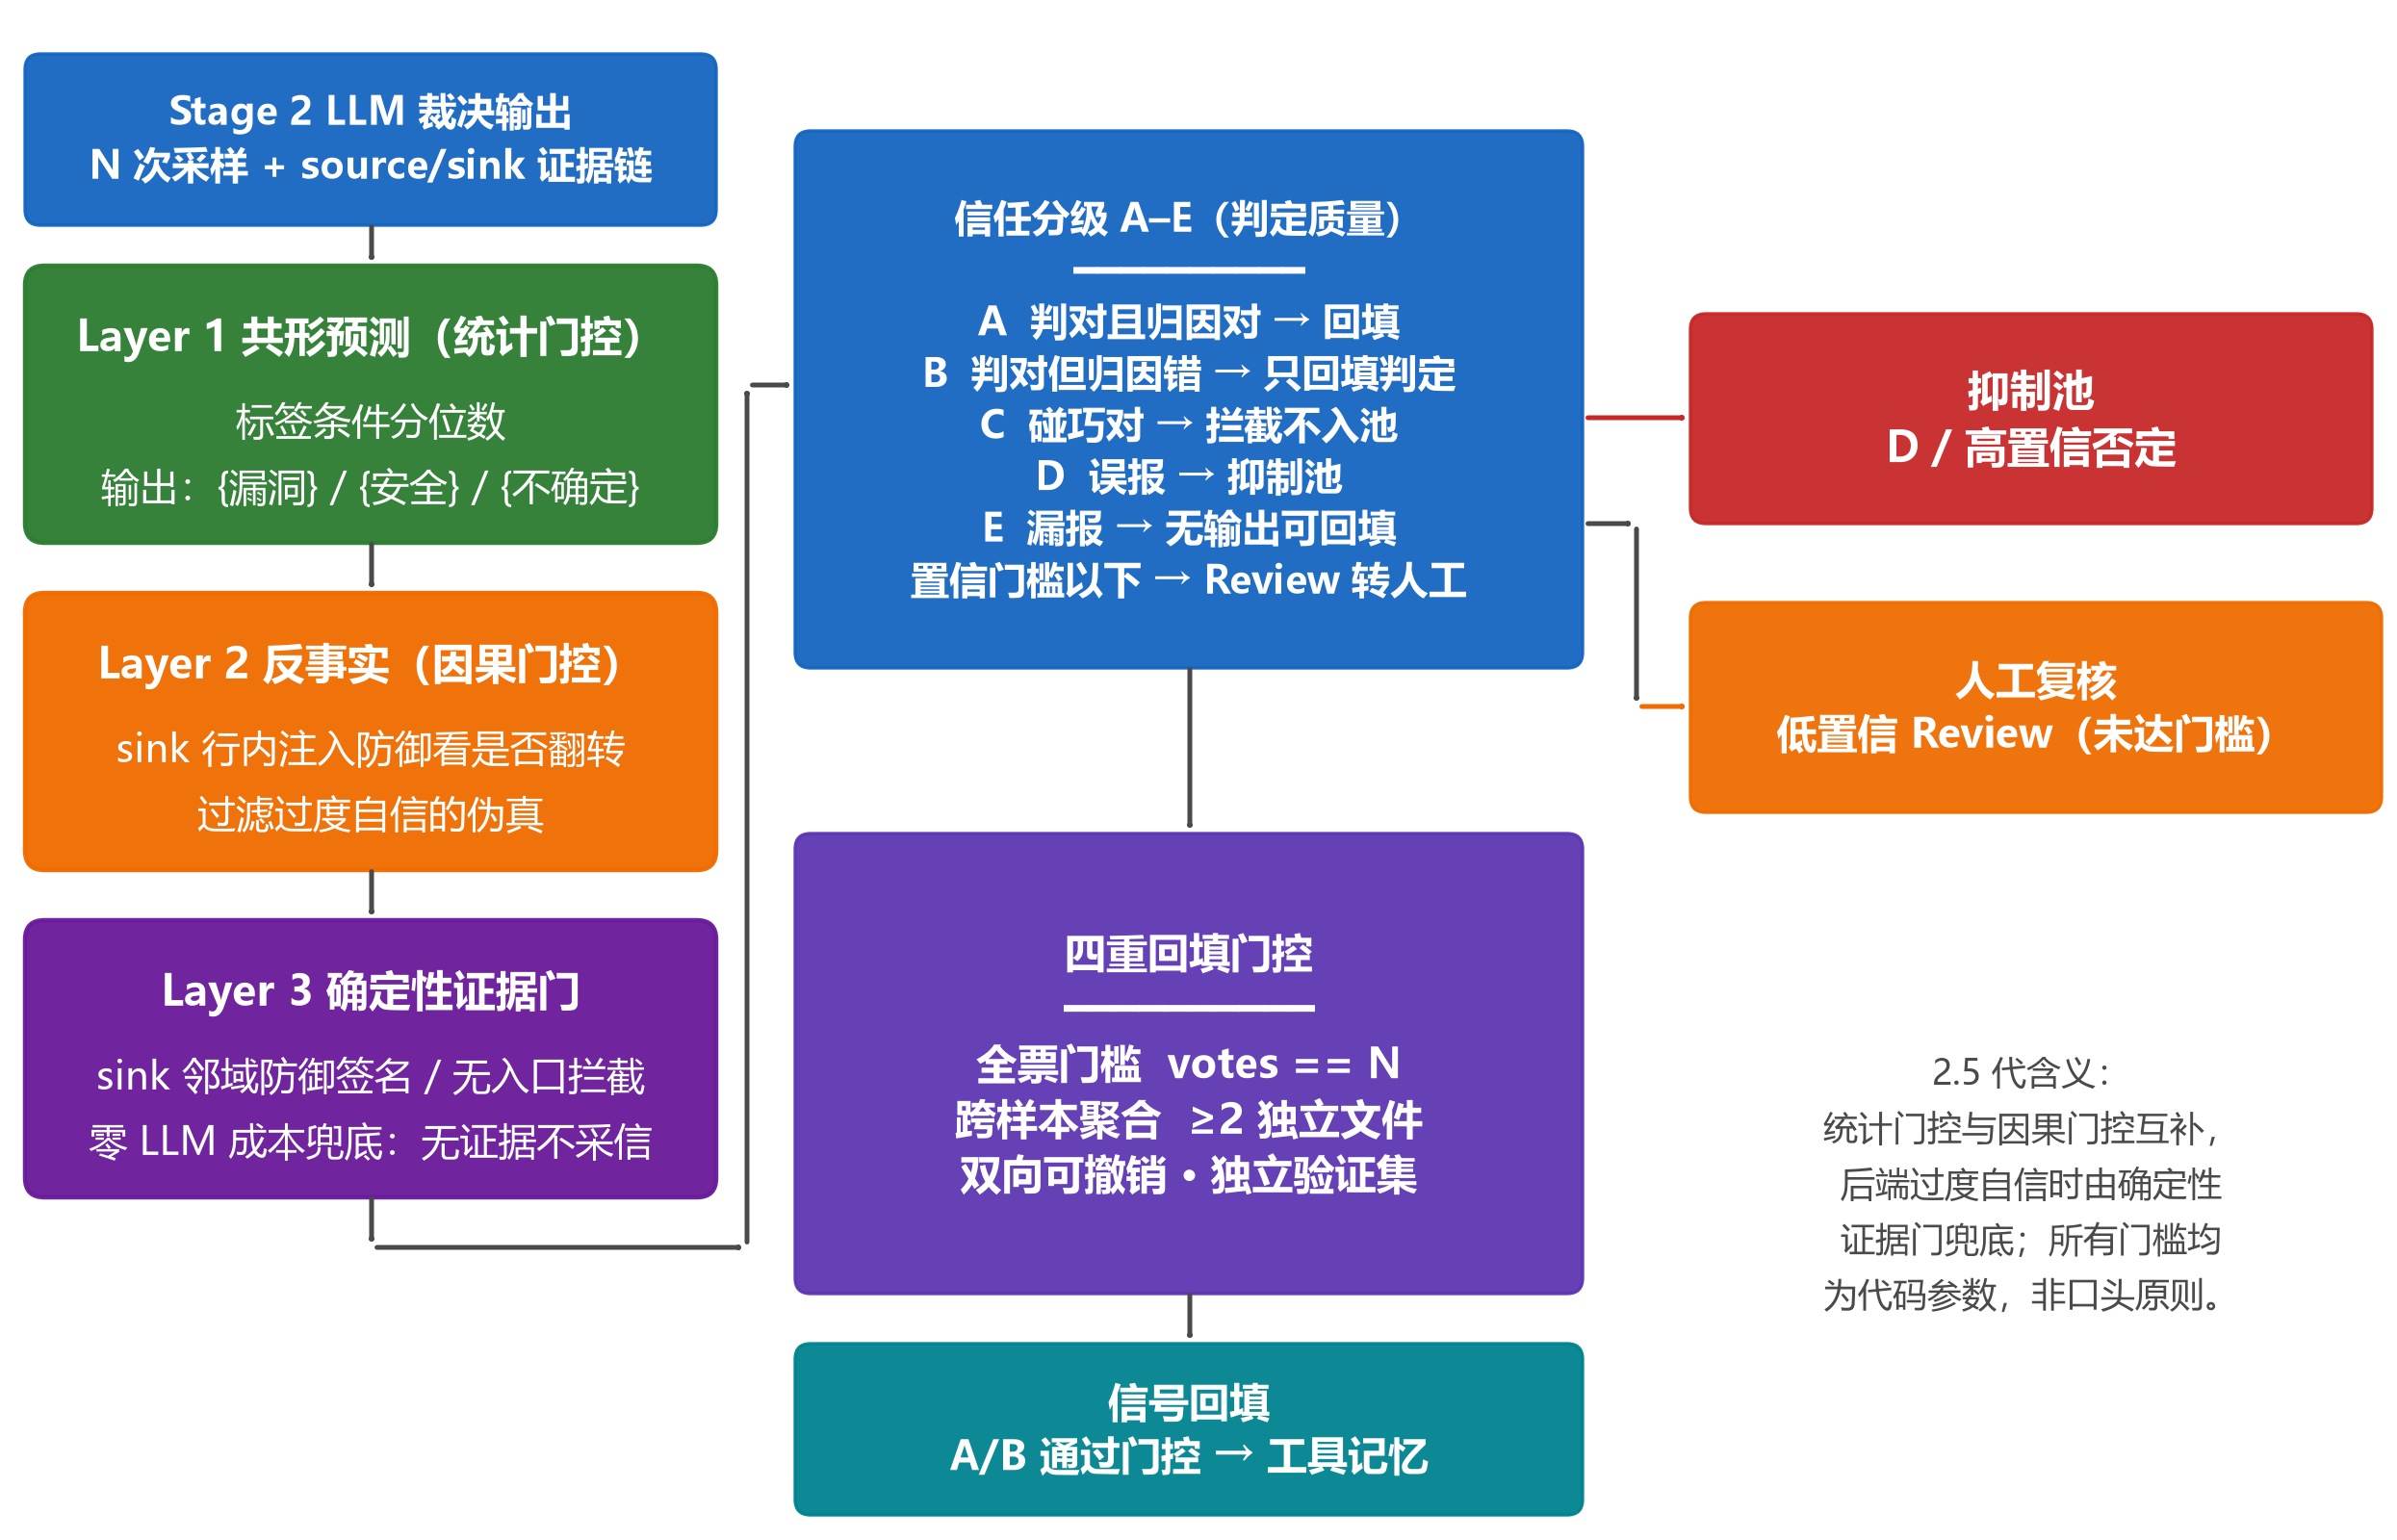 Stage 2 LLM 裁决输出
N 次采样 + source/sink 证据链
Layer 1 共形预测（统计门控）
标签条件分位数
输出：{漏洞} / {安全} / {不确定}
Layer 2 反事实（因果门控）
sink 行内注入防御看是否翻转
过滤过度自信的伪真
Layer 3 确定性证据门
sink 邻域防御签名 / 无入口拦截
零 LLM 成本兜底：无证据不采信
信任分级 A–E（判定质量）
A 判对且归因对 → 回填
B 判对但归因错 → 只回填判定
C 碰巧对 → 拦截不入池
D 误报 → 抑制池
E 漏报 → 无输出可回填
置信门槛以下 → Review 转人工
四重回填门控
全票门槛 votes == N
跨样本聚合 ≥2 独立文件
双向可撤销 · 独立验证集
信号回填
A/B 通过门控 → 工具记忆
抑制池
D / 高置信否定
人工复核
低置信 Review（未达门槛）
2.5 代含义：
统计门控与因果门控互补，
后端过度自信时由确定性
证据门兜底；所有门槛均
为代码参数，非口头原则。